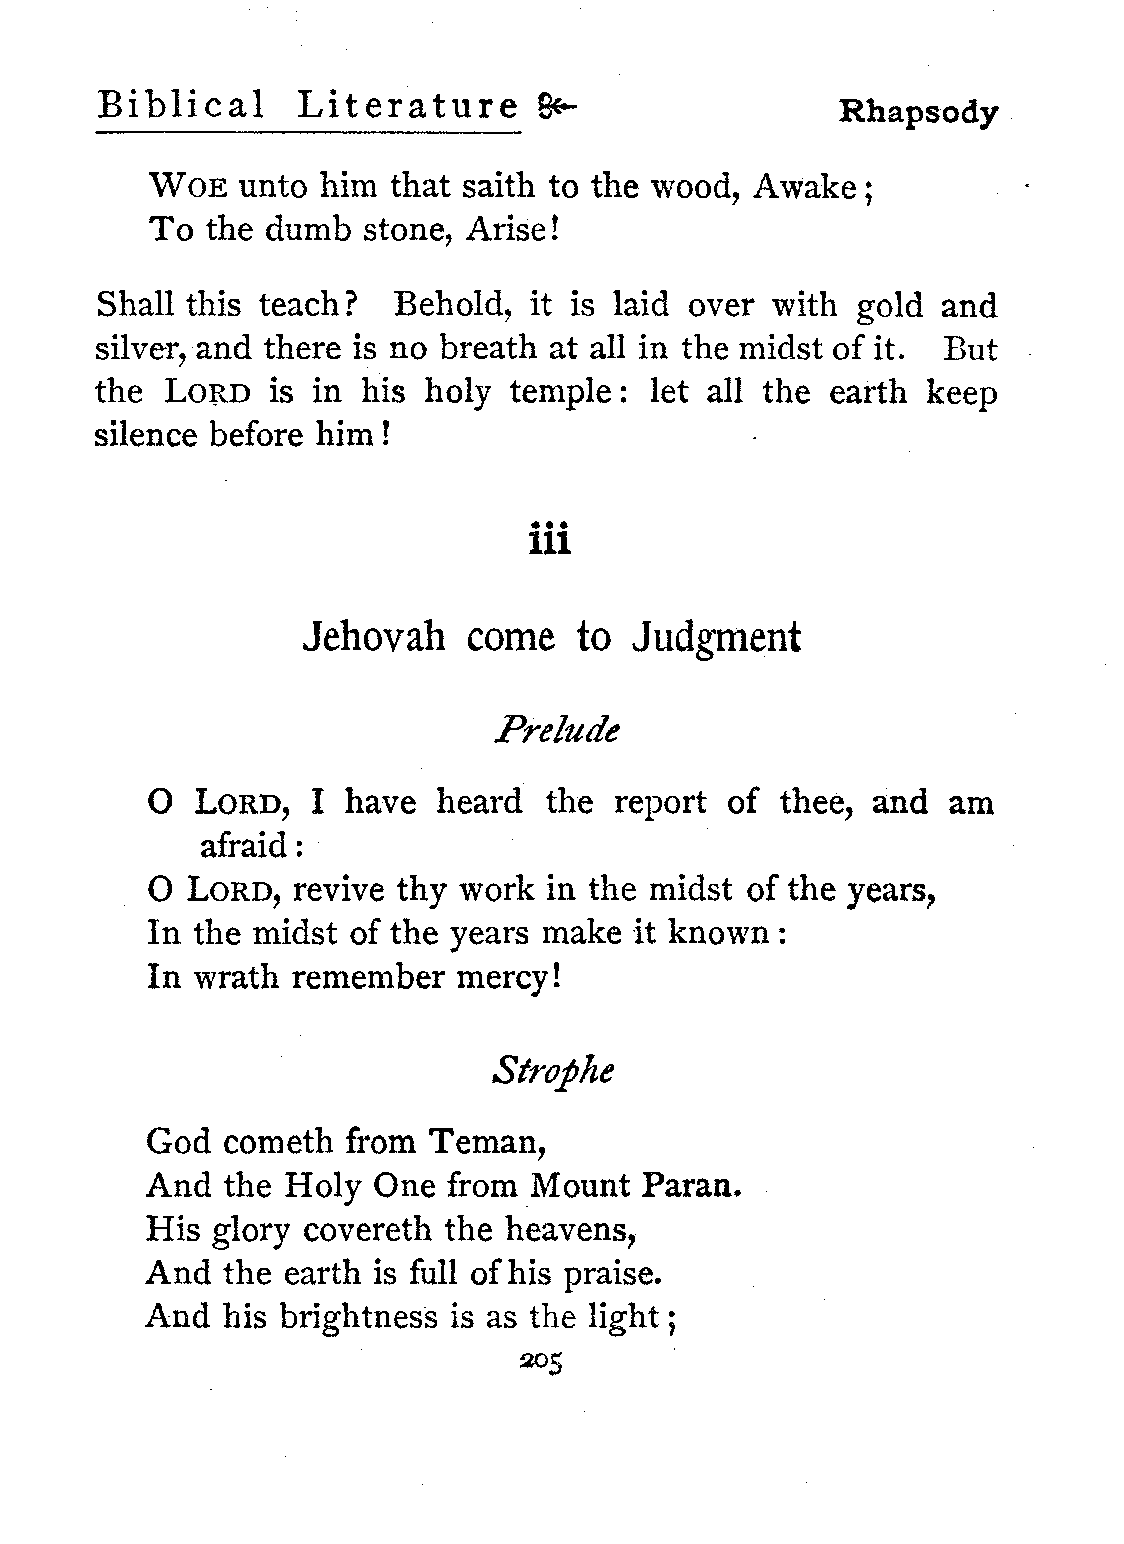 Biblical Literature Rhapsody
WOE unto him that saith to the wood, Awake;
To the dumb stone, Arise!
Shall this teach? Behold, it is laid over with gold and
silver, and there is no breath at all in the midst of it. But
the LORD is in his holy temple: let all the earth keep
silence before him!
iii
Jehovah come to Judgment
Prelude
O LORD, I have heard the report of thee, and am
afraid:
O LORD, revive thy work in the midst of the years,
In the midst of the years make it known:
In wrath remember mercy!
Strophe
God cometh from Teman,
And the Holy One from Mount Paran.
His glory covereth the heavens,
And the earth is full of his praise.
And his brightness is as the light;
205